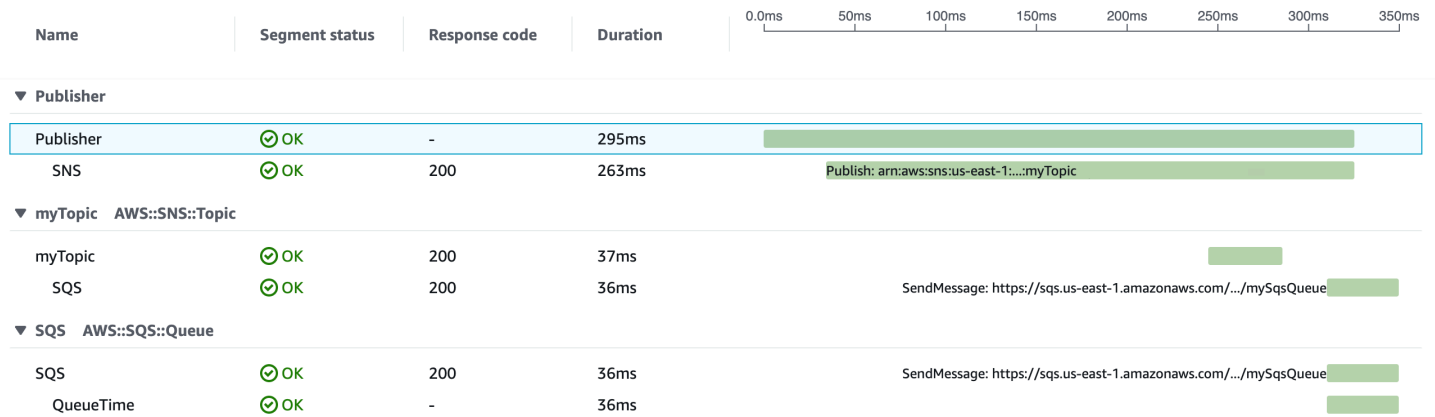 0.0ms 50ms 100ms 150ms 200ms 250ms 300ms 350ms
Name Segment status Response code Duration
Publisher
Publisher OK - 295ms
SNS OK 200 263ms Publish: arn:aws:sns:us-east-1:...:myTopic
myTopic AWS::SNS::Topic
myTopic OK 200 37ms
SQS OK 200 36ms SendMessage: https://sqs.us-east-1.amazonaws.com/.../mySqsQueue
SQS AWS::SQS::Queue
SQS OK 200 36ms SendMessage: https://sqs.us-east-1.amazonaws.com/.../mySqsQueue
QueueTime OK - 36ms